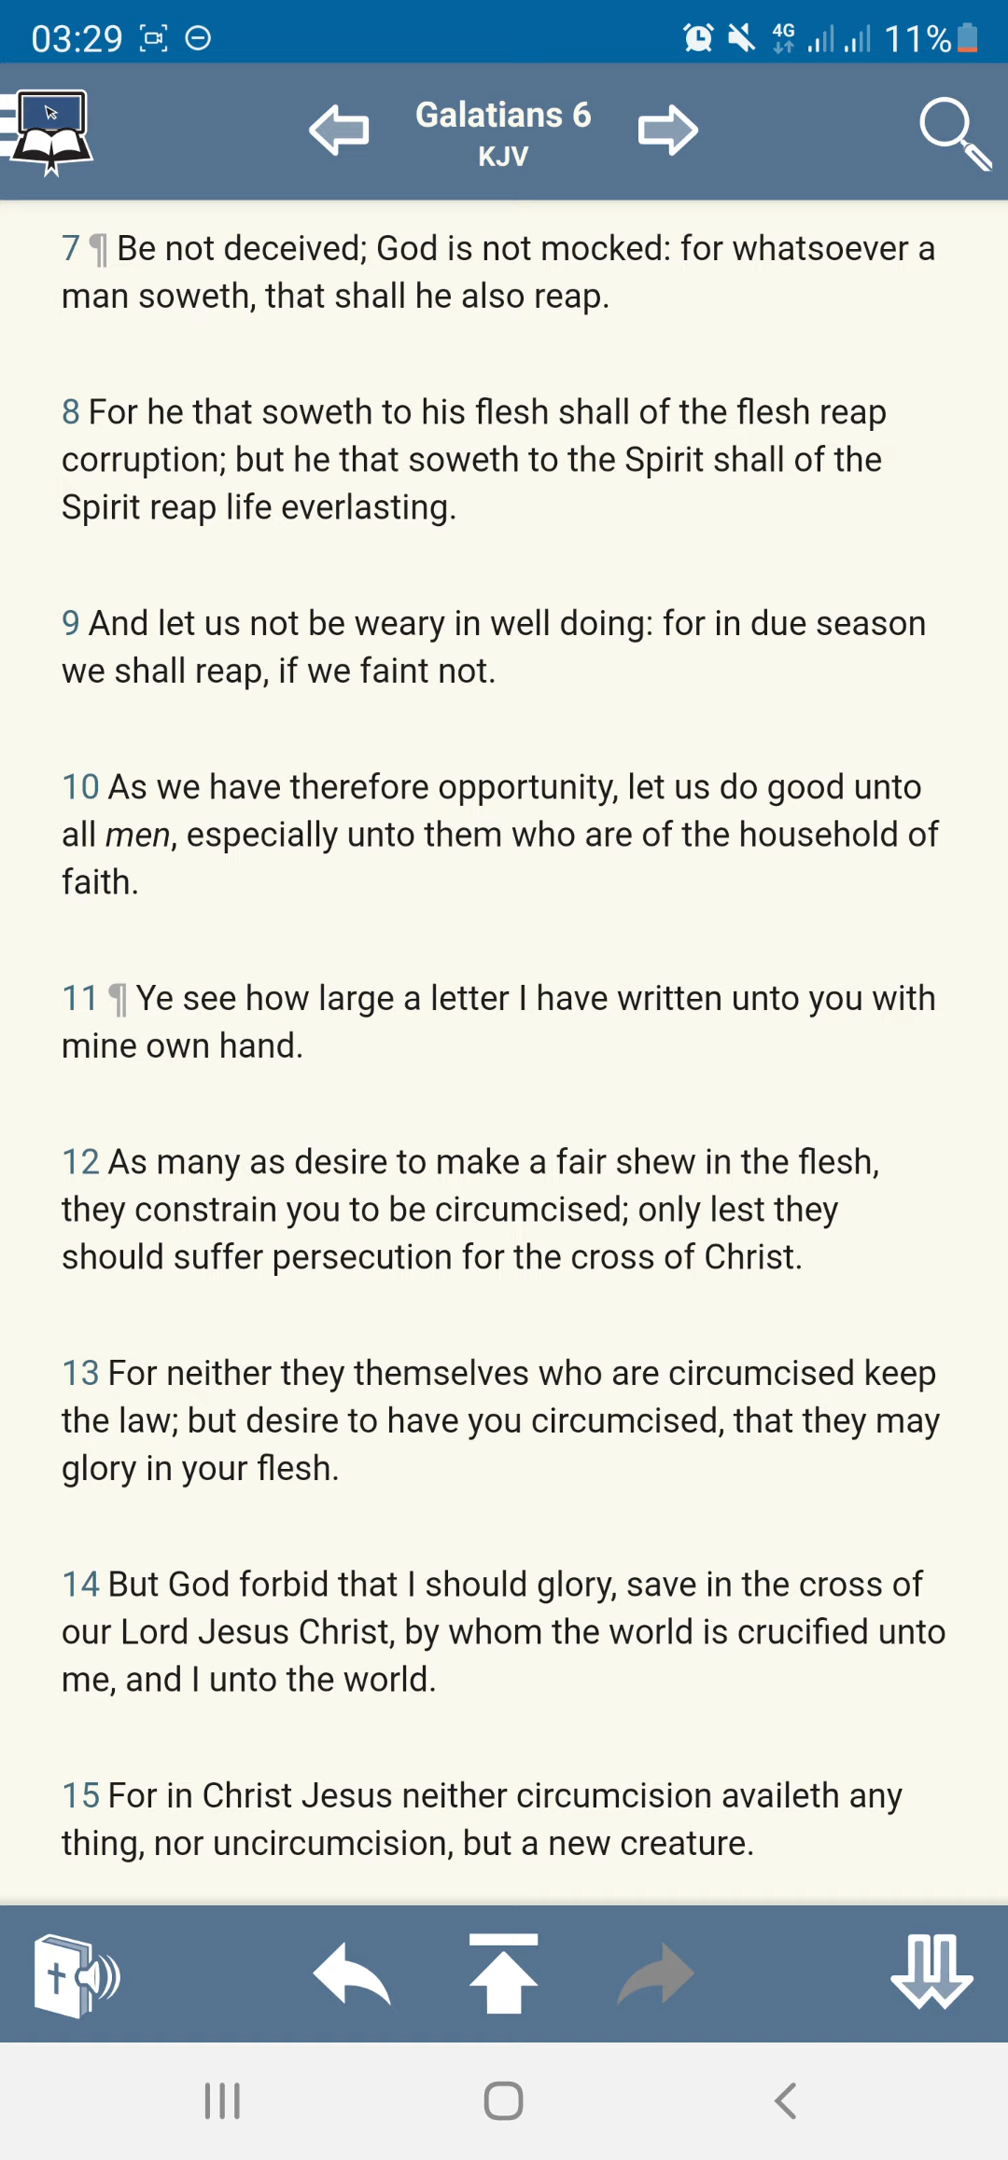 03:29
4G
11%
Galatians 6
KJV
7 ¶ Be not deceived; God is not mocked: for whatsoever a
man soweth, that shall he also reap.
8 For he that soweth to his flesh shall of the flesh reap
corruption; but he that soweth to the Spirit shall of the
Spirit reap life everlasting.
9 And let us not be weary in well doing: for in due season
we shall reap, if we faint not.
10 As we have therefore opportunity, let us do good unto
all men, especially unto them who are of the household of
faith.
11 ¶ Ye see how large a letter I have written unto you with
mine own hand.
12 As many as desire to make a fair shew in the flesh,
they constrain you to be circumcised; only lest they
should suffer persecution for the cross of Christ.
13 For neither they themselves who are circumcised keep
the law; but desire to have you circumcised, that they may
glory in your flesh.
14 But God forbid that I should glory, save in the cross of
our Lord Jesus Christ, by whom the world is crucified unto
me, and I unto the world.
15 For in Christ Jesus neither circumcision availeth any
thing, nor uncircumcision, but a new creature.